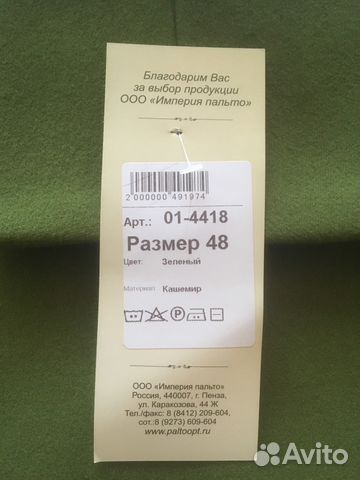 Благодарим Вас
за выбор продукции
ООО «Империя пальто»
2 000000 491974
Арт.: 01-4418
Размер 48
Цвет: Зеленый
Материал: Кашемир
P
ООО «Империя пальто»
Россия, 440007, г. Пенза,
ул. Каракозова, 44 Ж
Тел./факс: 8 (8412) 209-604,
сот.:8 (9273) 609-604
www.paltoopt.ru
Avito